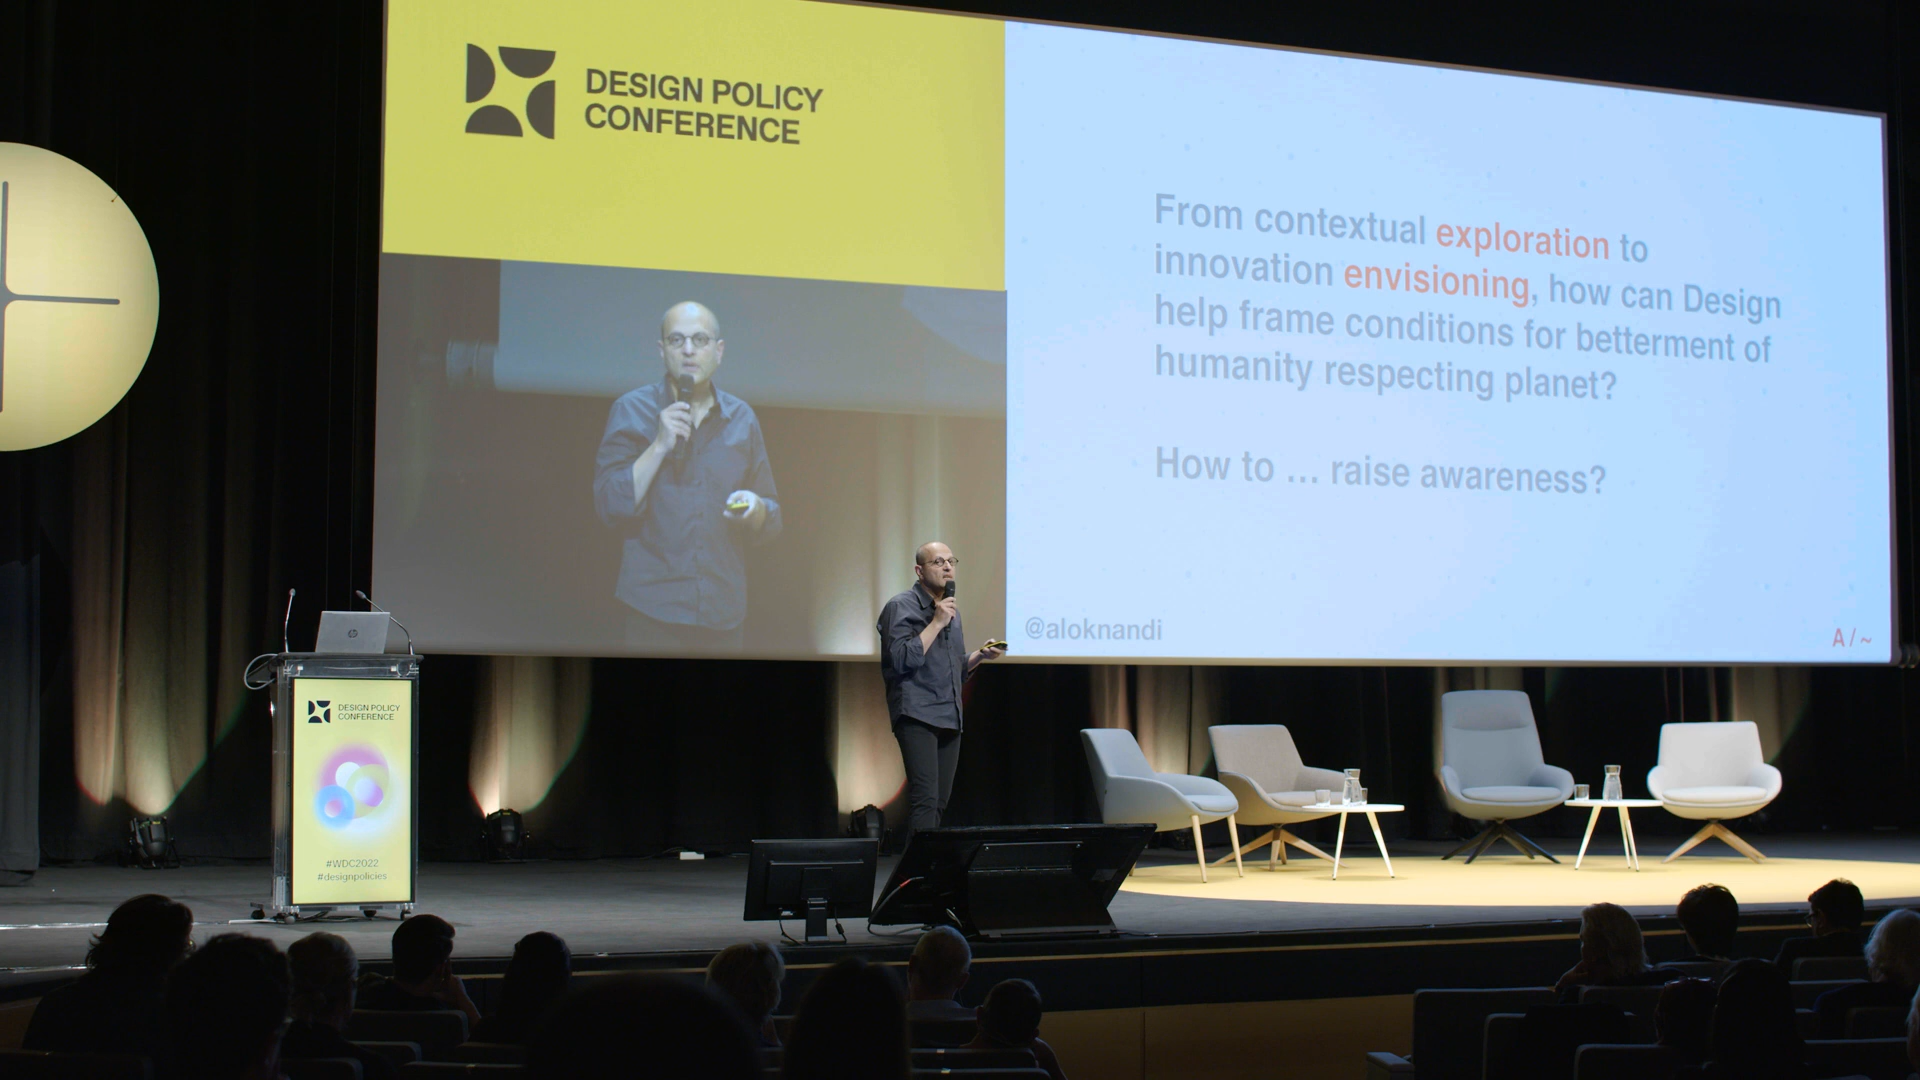 DESIGN POLICY
CONFERENCE
From contextual exploration to
innovation envisioning, how can Design
help frame conditions for betterment of
humanity respecting planet?
How to ... raise awareness?
@aloknandi
A / ~
hp
DESIGN POLICY
CONFERENCE
#WDC2022
#designpolicies